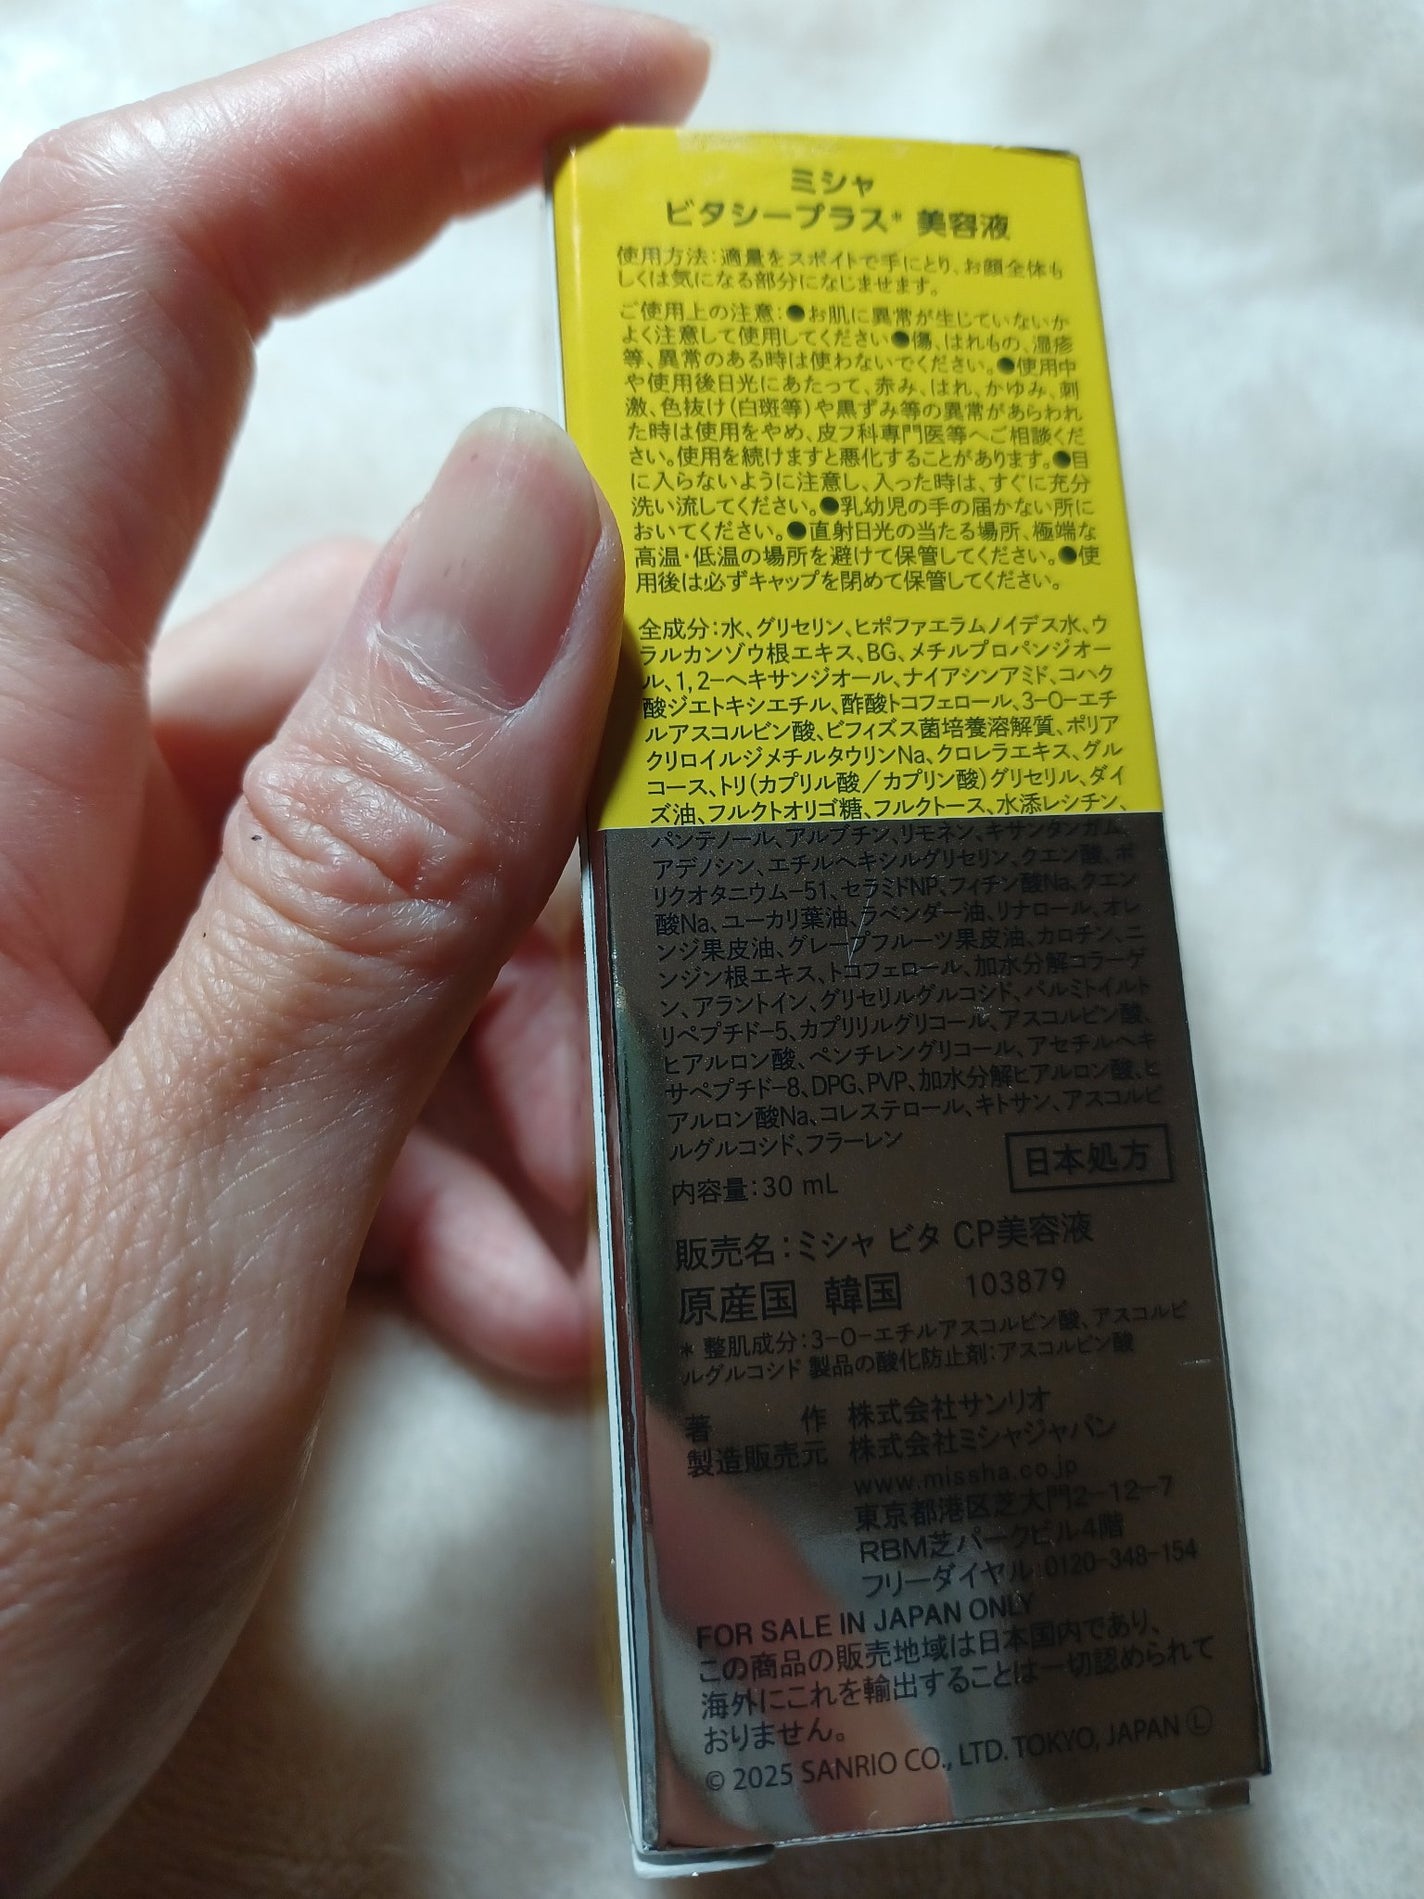 ミシャ
ビタシープラス* 美容液
使用方法:適量をスポイトで手にとり、お顔全体も
しくは気になる部分になじませます。
ご使用上の注意:●お肌に異常が生じていないか
よく注意して使用してください●傷、はれもの、湿疹
等、異常のある時は使わないでください。●使用中
や使用後日光にあたって、赤み、はれ、かゆみ、刺
激、色抜け(白斑等)や黒ずみ等の異常があらわれ
た時は使用をやめ、皮フ科専門医等へご相談くだ
さい。使用を続けますと悪化することがあります。●目
に入らないように注意し、入った時は、すぐに充分
洗い流してください。●乳幼児の手の届かない所に
おいてください。●直射日光の当たる場所、極端な
高温・低温の場所を避けて保管してください。●使
用後は必ずキャップを閉めて保管してください。
全成分:水、グリセリン、ヒポファエラムノイデス水、ウ
ラルカンゾウ根エキス、BG、メチルプロパンジオー
ル、1,2-ヘキサンジオール、ナイアシンアミド、コハク
酸ジエトキシエチル、酢酸トコフェロール、3-O-エチ
ルアスコルビン酸、ビフィズス菌培養溶解質、ポリア
クリロイルジメチルタウリンNa、クロレラエキス、グル
コース、トリ(カプリル酸/カプリン酸)グリセリル、ダイ
ズ油、フルクトオリゴ糖、フルクトース、水添レシチン、
パンテノール、アルブチン、リモネン、キサンタンガム、
アデノシン、エチルヘキシルグリセリン、クエン酸、ポ
リクオタニウム-51、セラミドNP、フィチン酸Na、クエン
酸Na、ユーカリ葉油、ラベンダー油、リナロール、オレ
ンジ果皮油、グレープフルーツ果皮油、カロチン、ニ
ンジン根エキス、トコフェロール、加水分解コラーゲ
ン、アラントイン、グリセリルグルコシド、パルミトイルト
リペプチド-5、カプリリルグリコール、アスコルビン酸、
ヒアルロン酸、ペンチレングリコール、アセチルヘキ
サペプチド-8、DPG、PVP、加水分解ヒアルロン酸、ヒ
アルロン酸Na、コレステロール、キトサン、アスコルビ
ルグルコシド、フラーレン
日本処方
内容量:30 mL
販売名:ミシャ ビタ CP美容液
原産国 韓国 103879
* 整肌成分:3-O-エチルアスコルビン酸、アスコルビ
ルグルコシド 製品の酸化防止剤:アスコルビン酸
著 作 株式会社サンリオ
製造販売元 株式会社ミシャジャパン
www.missha.co.jp
東京都港区芝大門2-12-7
RBM芝パークビル4階
フリーダイヤル:0120-348-154
FOR SALE IN JAPAN ONLY
この商品の販売地域は日本国内であり、
海外にこれを輸出することは一切認められて
おりません。
© 2025 SANRIO CO., LTD. TOKYO, JAPAN Ⓛ